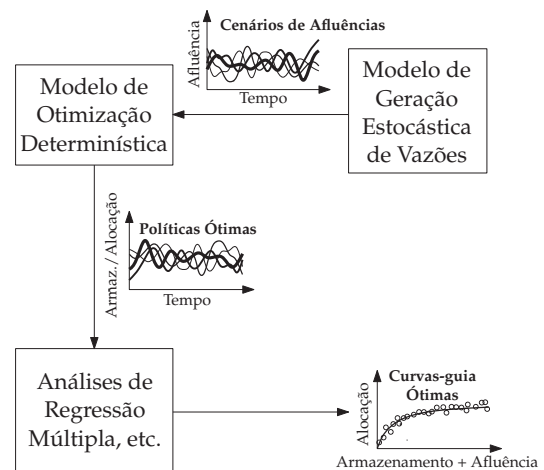 Cenários de Afluências
Afluência
Tempo
Modelo de
Otimização
Determinística
Modelo de
Geração
Estocástica
de Vazões
Políticas Ótimas
Armaz./ Alocação
Tempo
Análises de
Regressão
Múltipla, etc.
Curvas-guia
Ótimas
Alocação
Armazenamento + Afluência